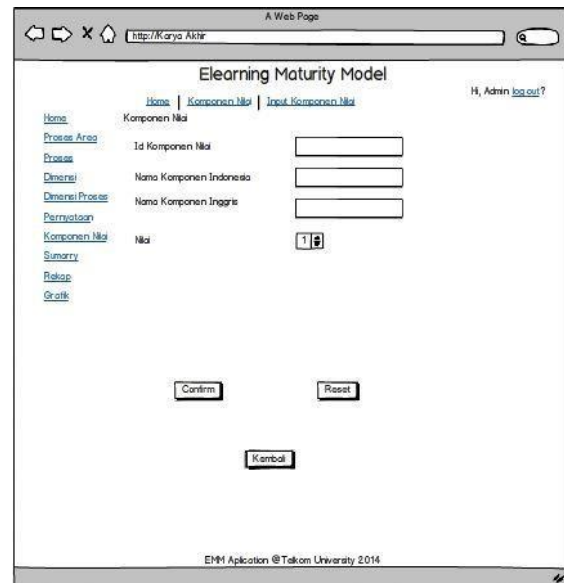 A Web Page
http://Karya Akhir
Elearning Maturity Model
Hi, Admin log out?
Home | Komponen Nilai | Input Komponen Nilai
Home
Komponen Nilai
Proses Area
Id Komponen Nilai
Proses
Dimensi
Nama Komponen Indonesia
Dimensi Proses
Nama Komponen Inggris
Pernyataan
Komponen Nilai
Nilai
1
Sumarry
Rekap
Grafik
Confirm
Reset
Kembali
EMM Aplication @Telkom University 2014